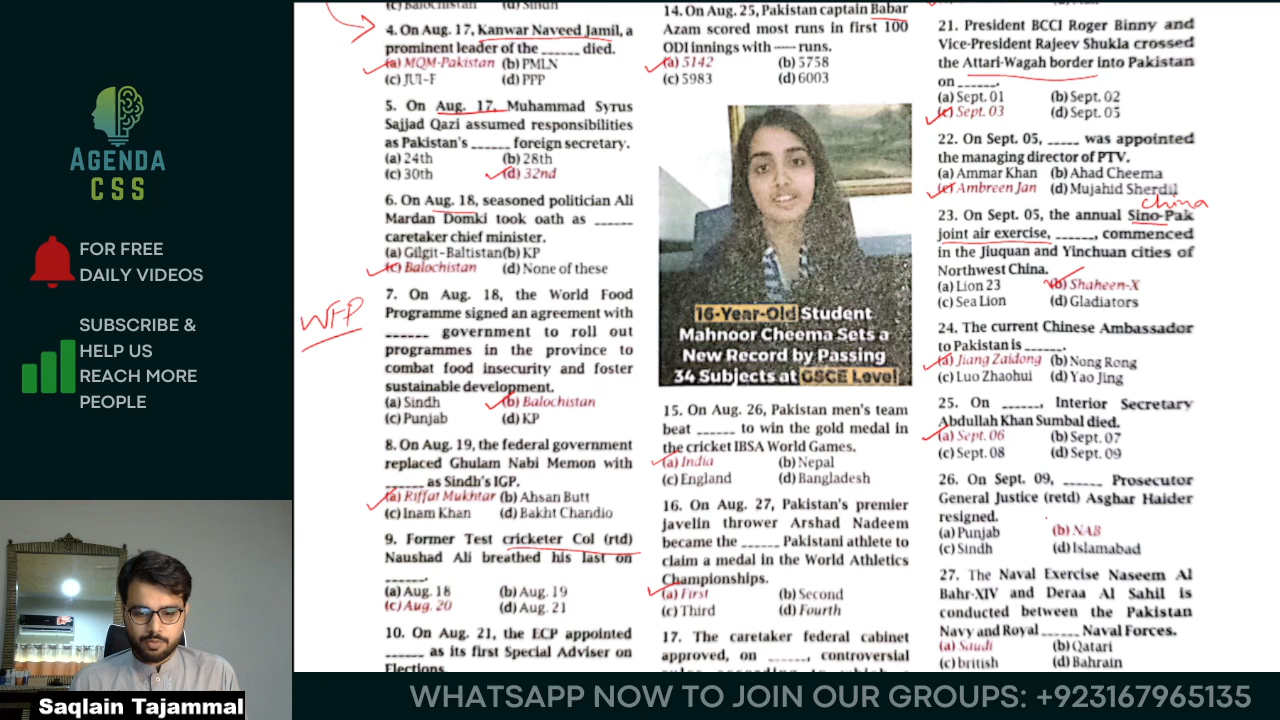 AGENDA
CSS
FOR FREE
DAILY VIDEOS
SUBSCRIBE &
HELP US
REACH MORE
PEOPLE
Saqlain Tajammal
(c) Balochistan (d) Sindh
4. On Aug. 17, Kanwar Naveed Jamil, a
prominent leader of the ______ died.
(a) MQM-Pakistan (b) PMLN
(c) JUI-F (d) PPP
5. On Aug. 17, Muhammad Syrus
Sajjad Qazi assumed responsibilities
as Pakistan's ______ foreign secretary.
(a) 24th (b) 28th
(c) 30th (d) 32nd
6. On Aug. 18, seasoned politician Ali
Mardan Domki took oath as ______
caretaker chief minister.
(a) Gilgit-Baltistan (b) KP
(c) Balochistan (d) None of these
WFP
7. On Aug. 18, the World Food
Programme signed an agreement with
______ government to roll out
programmes in the province to
combat food insecurity and foster
sustainable development.
(a) Sindh (b) Balochistan
(c) Punjab (d) KP
8. On Aug. 19, the federal government
replaced Ghulam Nabi Memon with
______ as Sindh's IGP.
(a) Riffat Mukhtar (b) Ahsan Butt
(c) Inam Khan (d) Bakht Chandio
9. Former Test cricketer Col (rtd)
Naushad Ali breathed his last on
______.
(a) Aug. 18 (b) Aug. 19
(c) Aug. 20 (d) Aug. 21
10. On Aug. 21, the ECP appointed
______ as its first Special Adviser on
Elections.
14. On Aug. 25, Pakistan captain Babar
Azam scored most runs in first 100
ODI innings with ----- runs.
(a) 5142 (b) 5758
(c) 5983 (d) 6003
16-Year-Old Student
Mahnoor Cheema Sets a
New Record by Passing
34 Subjects at GSCE Level
15. On Aug. 26, Pakistan men's team
beat ______ to win the gold medal in
the cricket IBSA World Games.
(a) India (b) Nepal
(c) England (d) Bangladesh
16. On Aug. 27, Pakistan's premier
javelin thrower Arshad Nadeem
became the ______ Pakistani athlete to
claim a medal in the World Athletics
Championships.
(a) First (b) Second
(c) Third (d) Fourth
17. The caretaker federal cabinet
approved, on ______, controversial
rules according to which a
21. President BCCI Roger Binny and
Vice-President Rajeev Shukla crossed
the Attari-Wagah border into Pakistan
on ______.
(a) Sept. 01 (b) Sept. 02
(c) Sept. 03 (d) Sept. 05
22. On Sept. 05, _____ was appointed
the managing director of PTV.
(a) Ammar Khan (b) Ahad Cheema
(c) Ambreen Jan (d) Mujahid Sherdil
China
23. On Sept. 05, the annual Sino-Pak
joint air exercise, ______, commenced
in the Jiuquan and Yinchuan cities of
Northwest China.
(a) Lion 23 (b) Shaheen-X
(c) Sea Lion (d) Gladiators
24. The current Chinese Ambassador
to Pakistan is ______.
(a) Jiang Zaidong (b) Nong Rong
(c) Luo Zhaohui (d) Yao Jing
25. On ______, Interior Secretary
Abdullah Khan Sumbal died.
(a) Sept. 06 (b) Sept. 07
(c) Sept. 08 (d) Sept. 09
26. On Sept. 09, ______ Prosecutor
General Justice (retd) Asghar Haider
resigned.
(a) Punjab (b) NAB
(c) Sindh (d) Islamabad
27. The Naval Exercise Naseem Al
Bahr-XIV and Deraa Al Sahil is
conducted between the Pakistan
Navy and Royal ______ Naval Forces.
(a) Saudi (b) Qatari
(c) british (d) Bahrain
WHATSAPP NOW TO JOIN OUR GROUPS: +923167965135